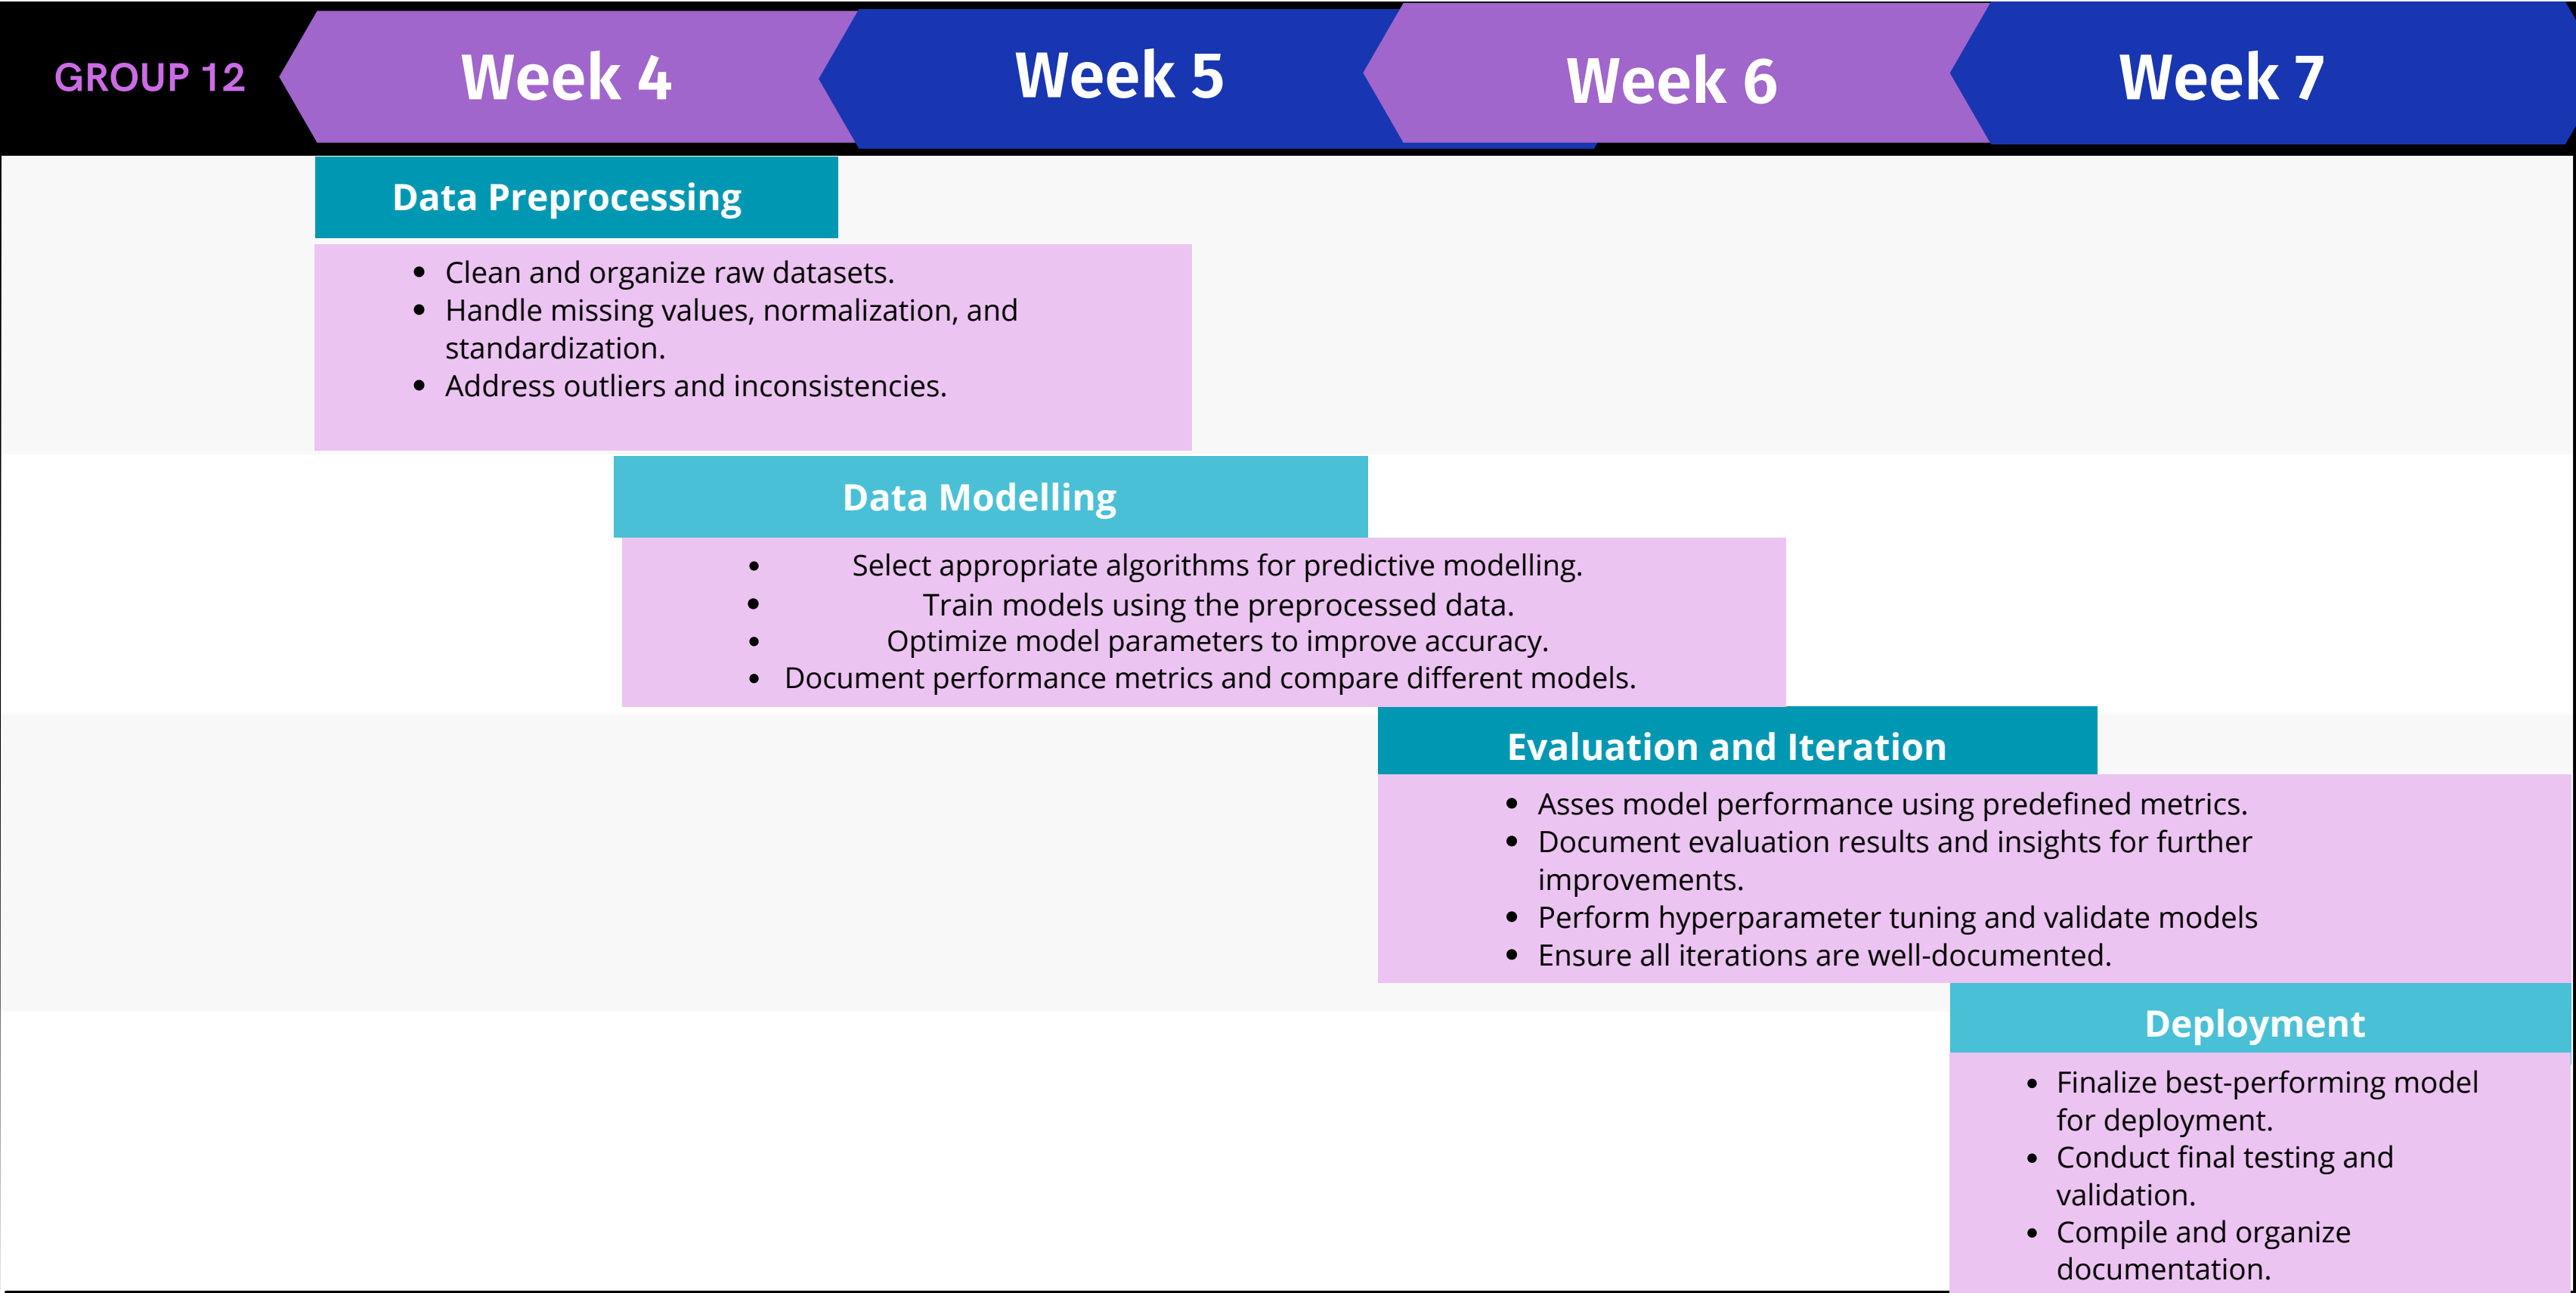 GROUP 12
Week 4
Week 5
Week 6
Week 7
Data Preprocessing
• Clean and organize raw datasets.
• Handle missing values, normalization, and
standardization.
• Address outliers and inconsistencies.
Data Modelling
• Select appropriate algorithms for predictive modelling.
• Train models using the preprocessed data.
• Optimize model parameters to improve accuracy.
• Document performance metrics and compare different models.
Evaluation and Iteration
• Asses model performance using predefined metrics.
• Document evaluation results and insights for further
improvements.
• Perform hyperparameter tuning and validate models
• Ensure all iterations are well-documented.
Deployment
• Finalize best-performing model
for deployment.
• Conduct final testing and
validation.
• Compile and organize
documentation.